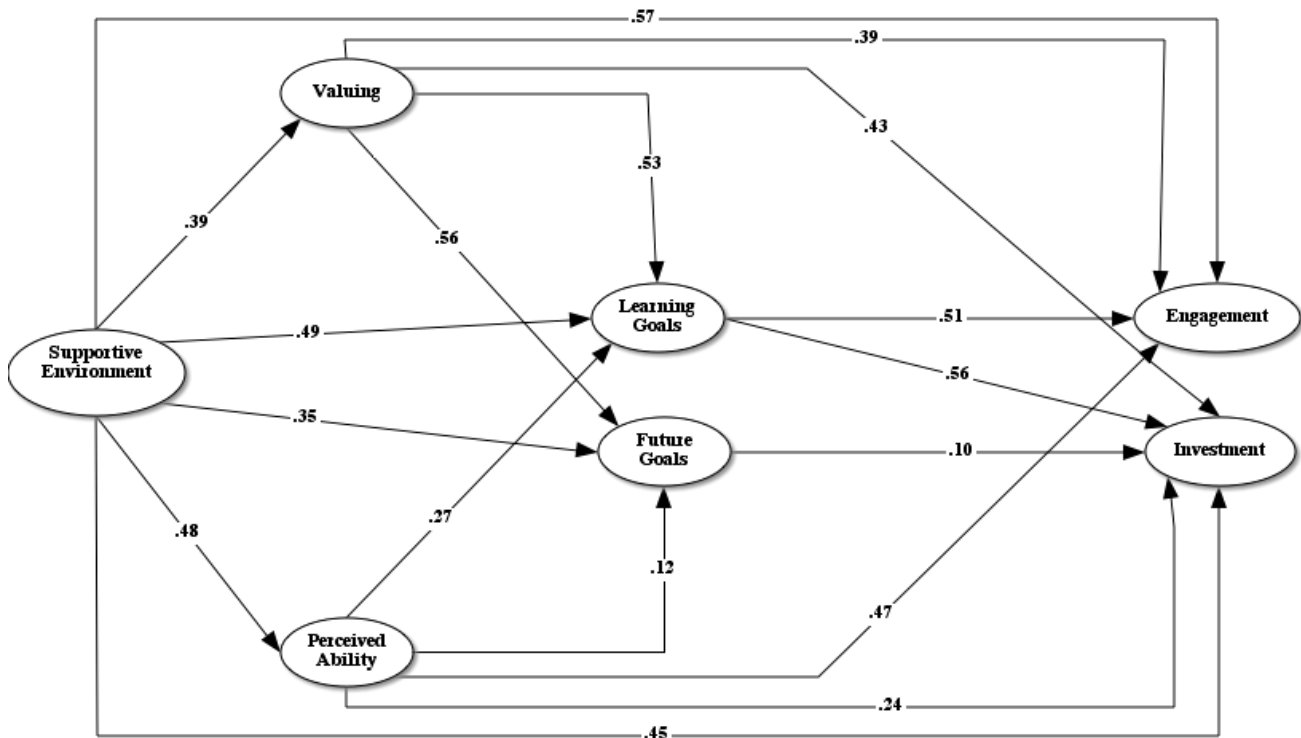 .57
.39
Valuing
.43
.53
.39
.56
Learning
Goals
.51
Engagement
.49
Supportive
Environment
.56
.35
Future
Goals
.10
Investment
.27
.48
.12
.47
Perceived
Ability
.24
.45